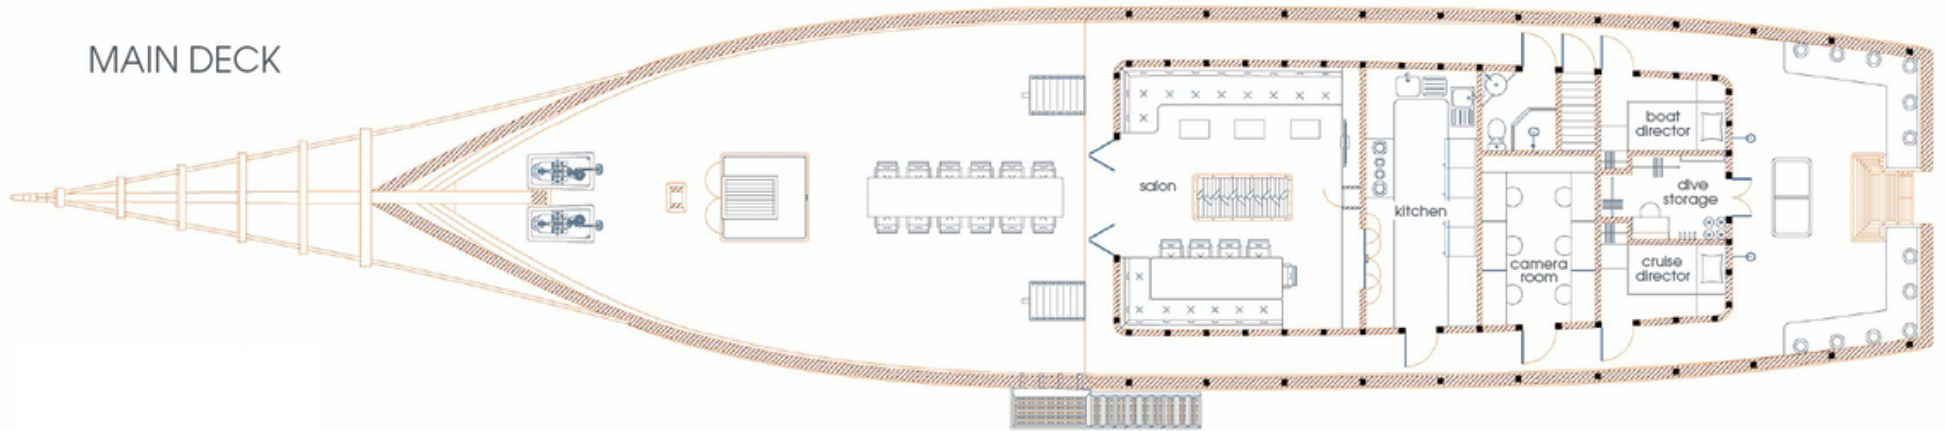 MAIN DECK
salon
kitchen
camera
room
boat
director
dive
storage
cruise
director